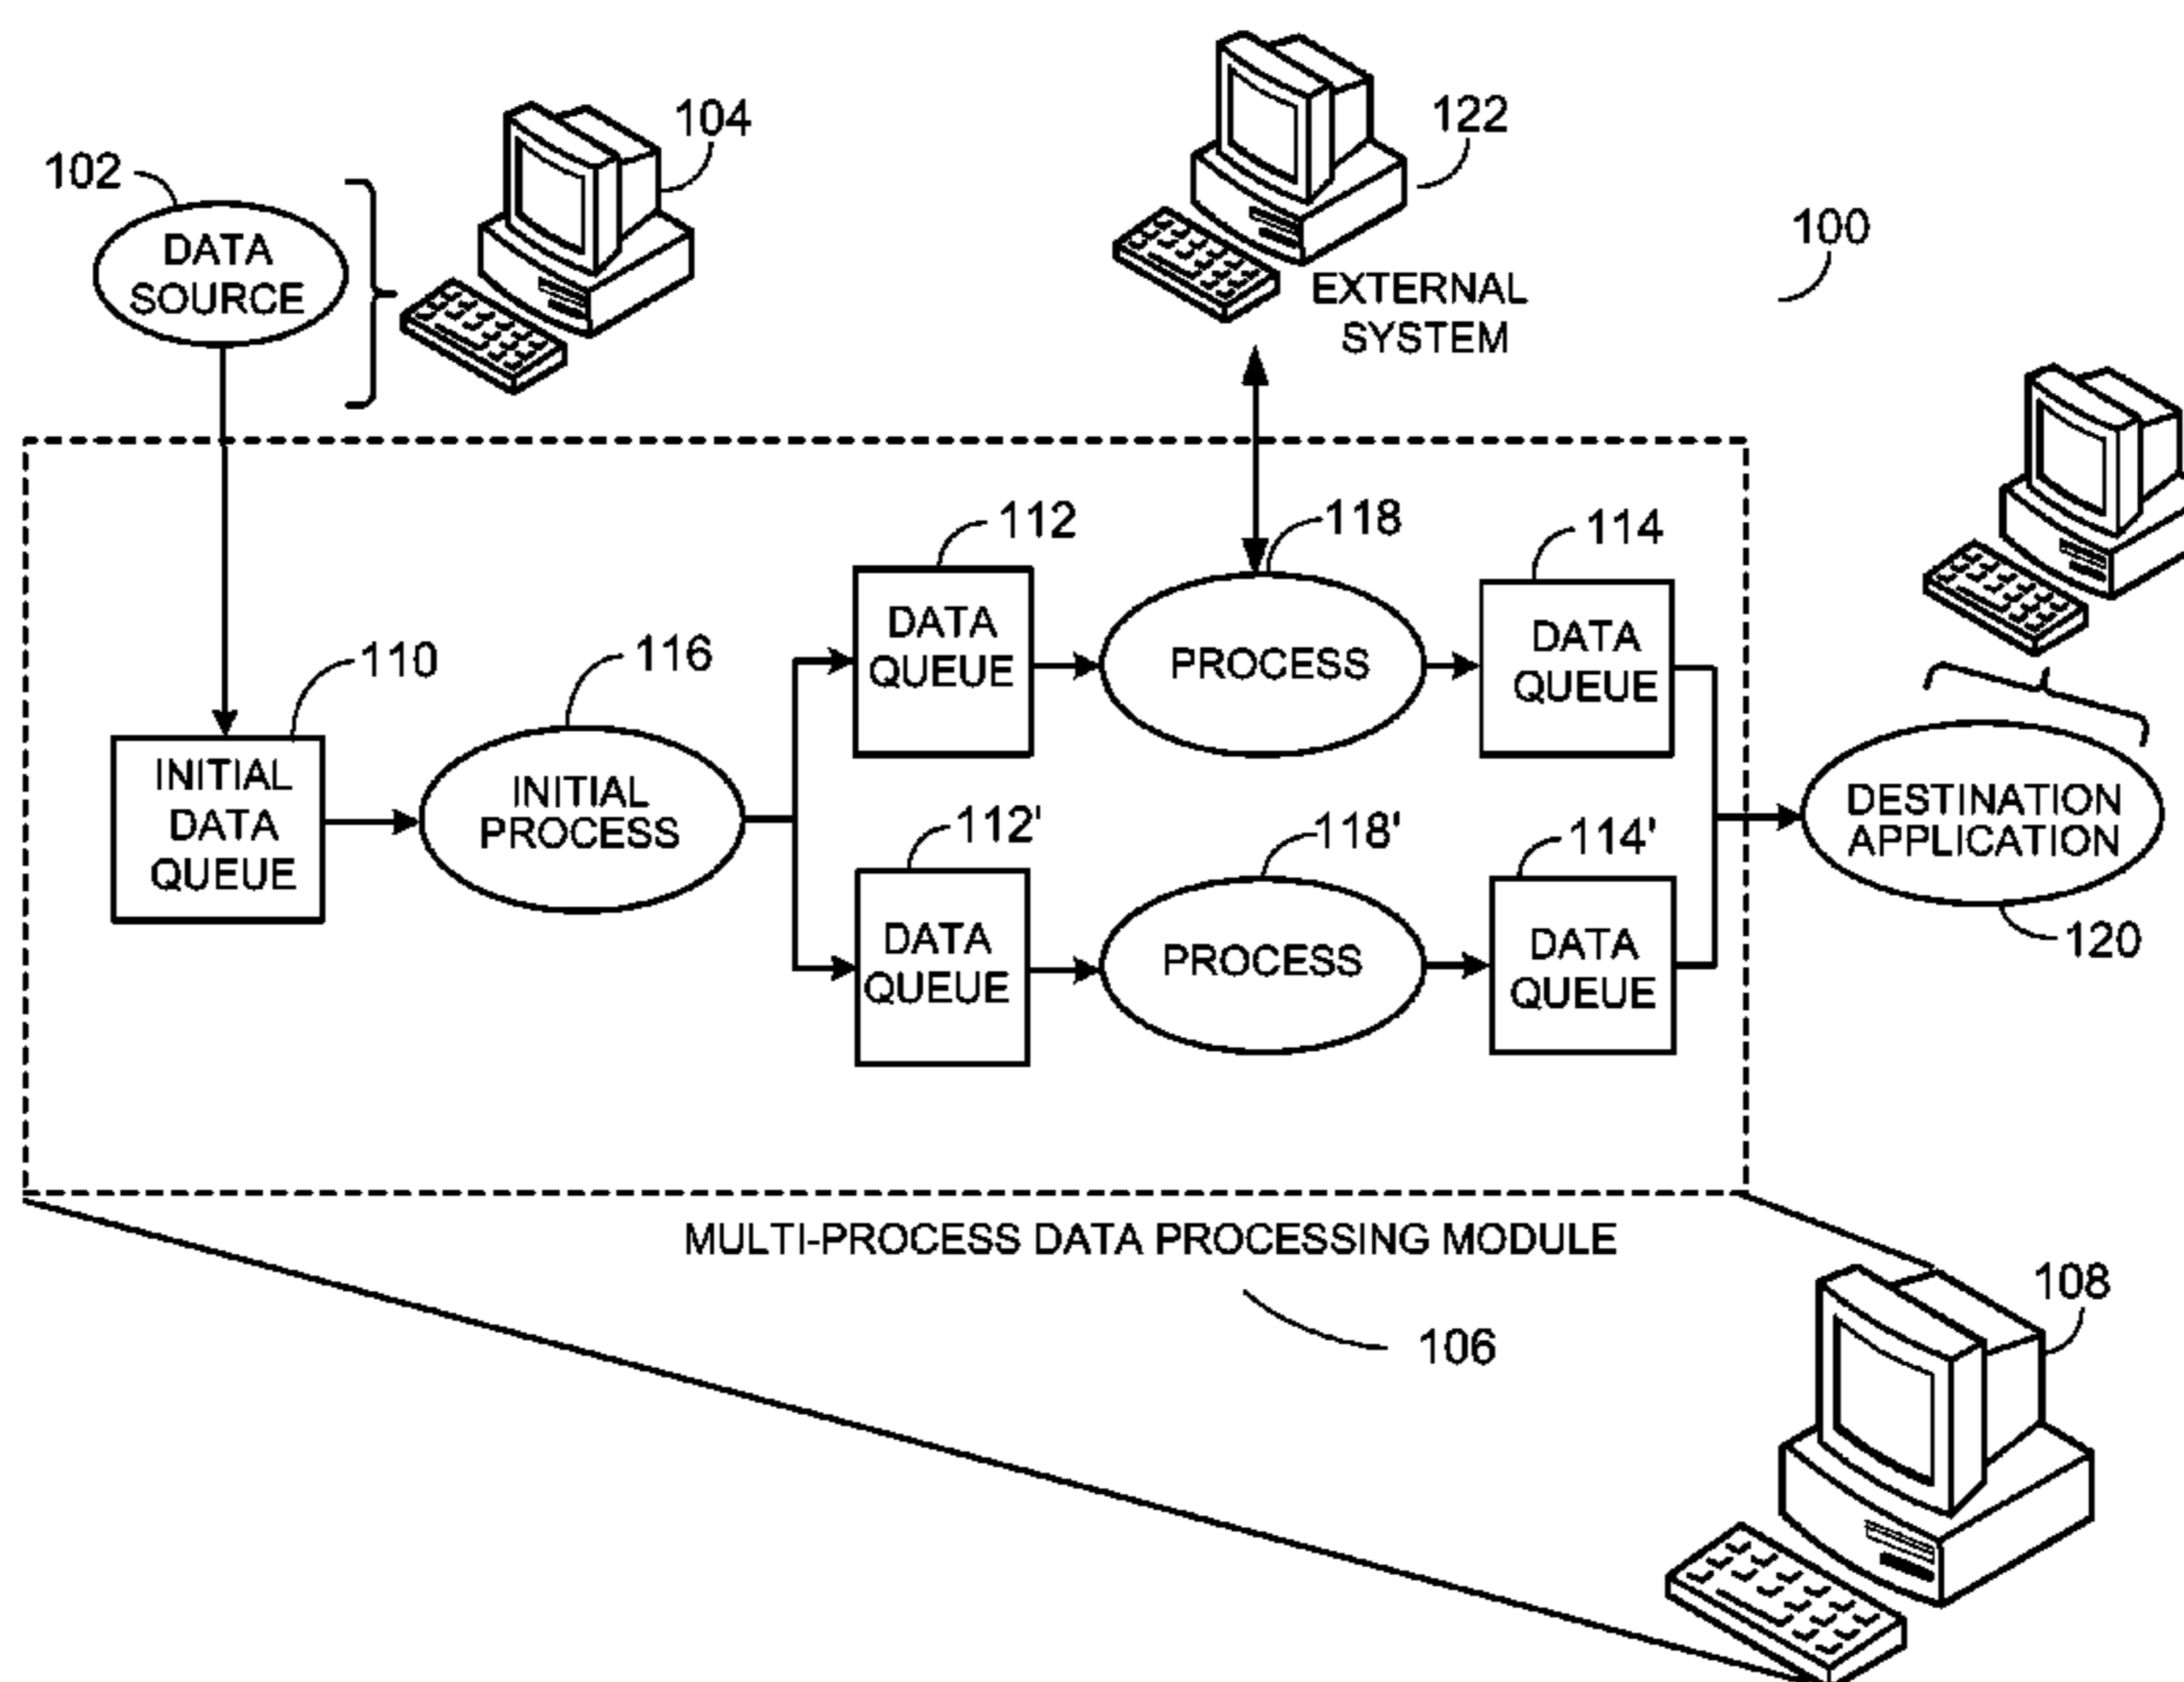 104
122
102
DATA
SOURCE
100
EXTERNAL
SYSTEM
112
118
114
110
116
DATA
QUEUE
PROCESS
DATA
QUEUE
INITIAL
DATA
QUEUE
INITIAL
PROCESS
112'
118'
114'
DESTINATION
APPLICATION
120
DATA
QUEUE
PROCESS
DATA
QUEUE
MULTI-PROCESS DATA PROCESSING MODULE
106
108